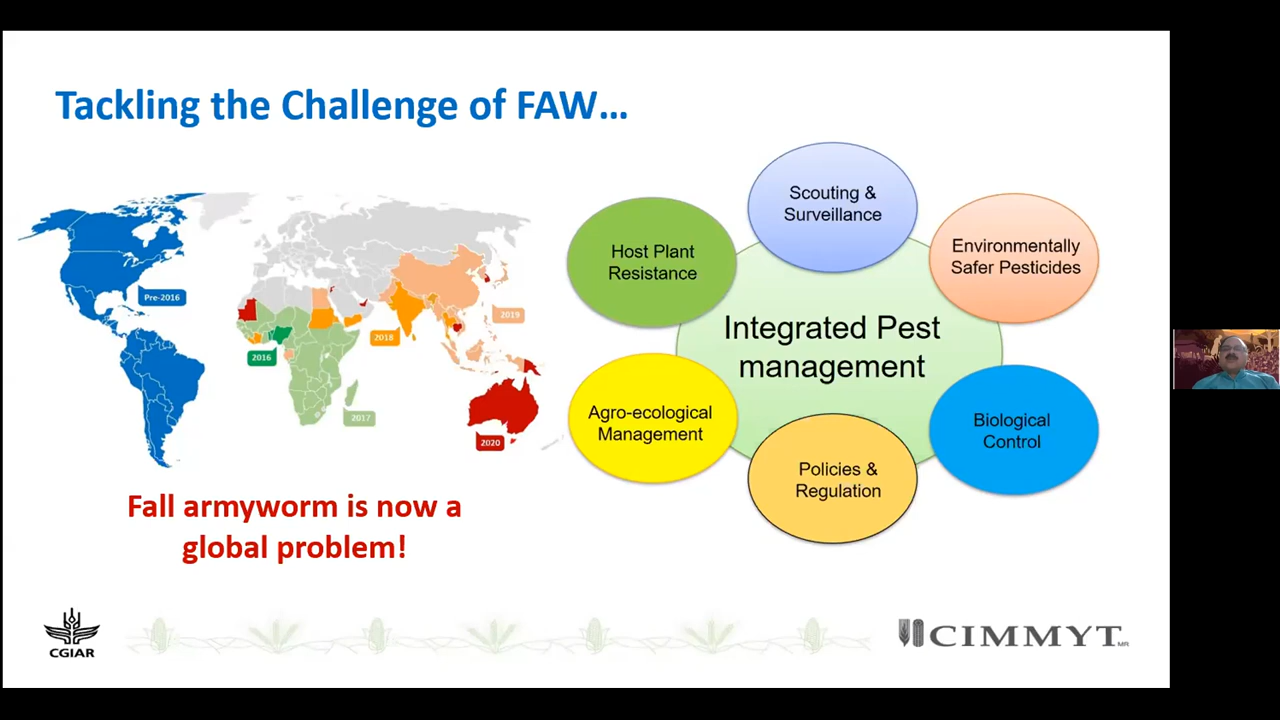 Tackling the Challenge of FAW...
Pre-2016
2016
2017
2018
2019
2020
Fall armyworm is now a
global problem!
Scouting &
Surveillance
Host Plant
Resistance
Environmentally
Safer Pesticides
Integrated Pest
management
Agro-ecological
Management
Biological
Control
Policies &
Regulation
CGIAR
CIMMYT MR